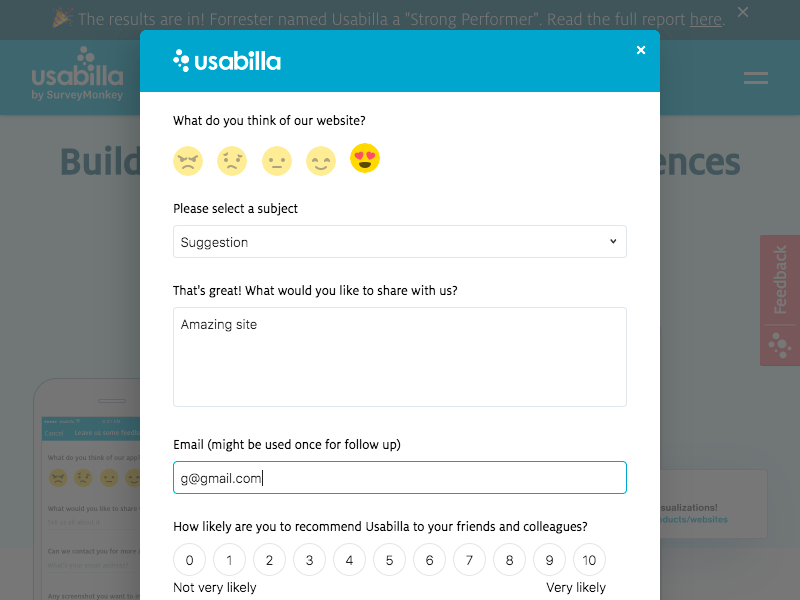 🎉 The results are in! Forrester named Usabilla a "Strong Performer". Read the full report here.
usabilla
by SurveyMonkey
usabilla
What do you think of our website?
Build
ences
Please select a subject
Suggestion
That's great! What would you like to share with us?
Amazing site
Feedback
Email (might be used once for follow up)
g@gmail.com
How likely are you to recommend Usabilla to your friends and colleagues?
0 1 2 3 4 5 6 7 8 9 10
Not very likely Very likely
Cancel Leave us some feedba
What do you think of our app?
What would you like to share
Can we contact you for more i
Any screenshot you want to a
sualizations!
oducts/websites